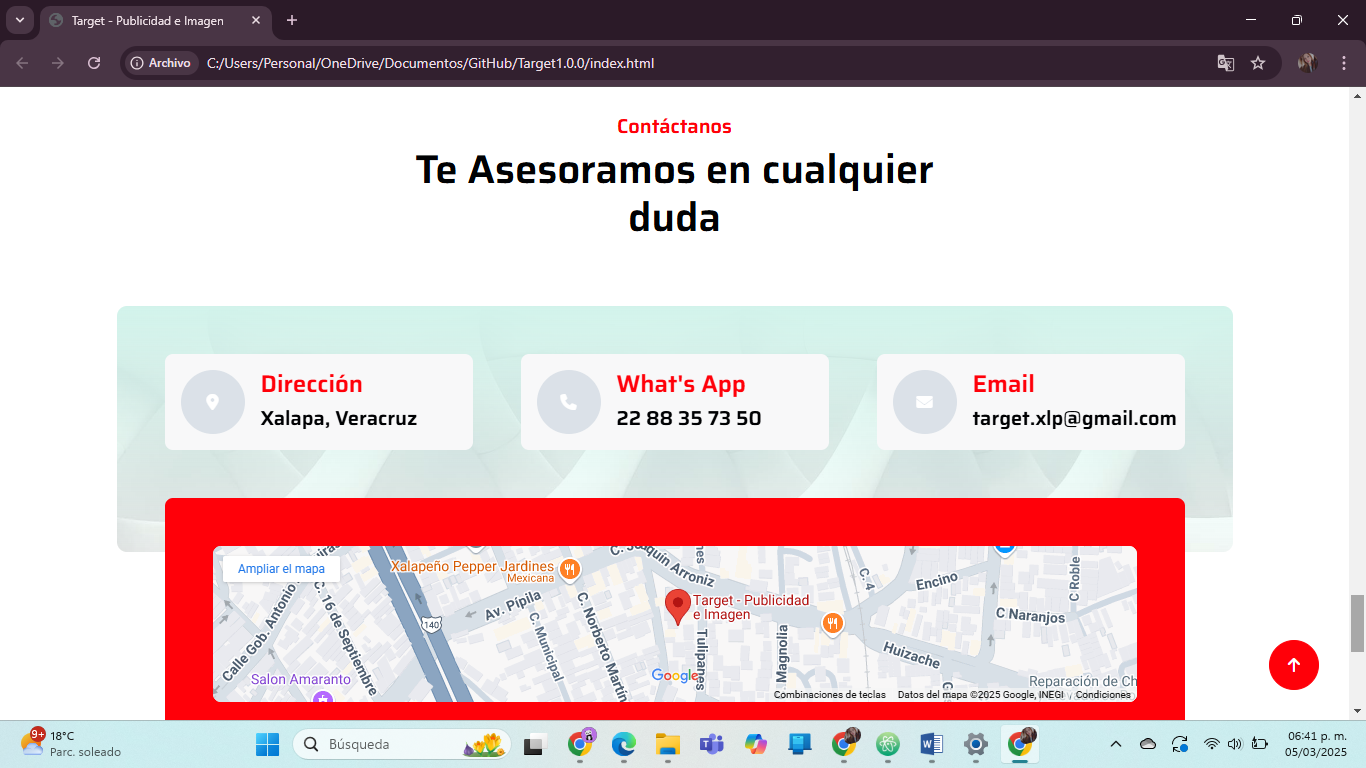 Target - Publicidad e Imagen
Archivo
C:/Users/Personal/OneDrive/Documentos/GitHub/Target1.0.0/index.html
Contáctanos
Te Asesoramos en cualquier
duda
Dirección
Xalapa, Veracruz
What's App
22 88 35 73 50
Email
target.xlp@gmail.com
Ampliar el mapa
Xalapeño Pepper Jardines
Mexicana
C. Joaquín Arroniz
C. 4
Encino
C Roble
C. 16 de Septiembre
Calle Gob. Antonio
140
Av. Pípila
C. Municipal
C. Norberto Martín
Target - Publicidad
e Imagen
Tulipanes
Magnolia
C Naranjos
Huizache
Salon Amaranto
Google
Reparación de Ch
Combinaciones de teclas
Datos del mapa ©2025 Google, INEGI
Condiciones
9+
18°C
Parc. soleado
Búsqueda
06:41 p. m.
05/03/2025